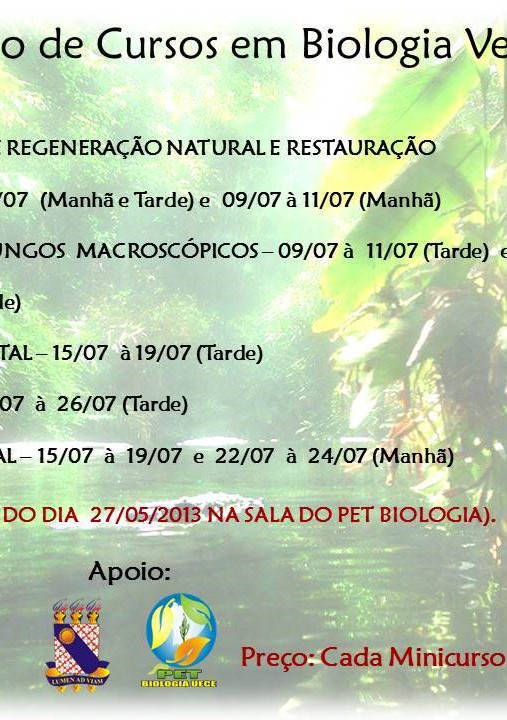 o de Cursos em Biologia Ve
E REGENERAÇÃO NATURAL E RESTAURAÇÃO
/07 (Manhã e Tarde) e 09/07 à 11/07 (Manhã)
UNGOS MACROSCÓPICOS – 09/07 à 11/07 (Tarde) e
de)
TAL – 15/07 à 19/07 (Tarde)
07 à 26/07 (Tarde)
AL – 15/07 à 19/07 e 22/07 à 24/07 (Manhã)
DO DIA 27/05/2013 NA SALA DO PET BIOLOGIA).
Apoio:
LUMEN AD VIAM
PET
BIOLOGIA UECE
Preço: Cada Minicurso